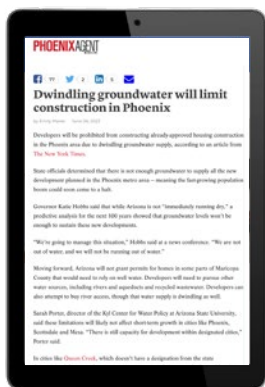 PHOENIX AGENT
77 2 5
Dwindling groundwater will limit
construction in Phoenix
Developers will be prohibited from constructing already-approved housing construction
in the Phoenix area due to dwindling groundwater supply, according to an article from
The New York Times.
State officials determined that there is not enough groundwater to supply all the new
development planned in the Phoenix metro area — meaning the fast-growing population
boom could soon come to a halt.
Governor Katie Hobbs said that while Arizona is not “immediately running dry,” a
predictive analysis for the next 100 years showed that groundwater levels won’t be
enough to sustain these new developments.
“We’re going to manage this situation,” Hobbs said at a news conference. “We are not
out of water, and we will not be running out of water.”
Moving forward, Arizona will not grant permits for homes in some parts of Maricopa
County that would need to rely on well water. Developers will need to pursue other
water sources, including rivers and aqueducts and recycled wastewater. Developers can
also attempt to buy river access, though that water supply is dwindling as well.
Sarah Porter, director of the Kyl Center for Water Policy at Arizona State University,
said these limitations will likely not affect short-term growth in cities like Phoenix,
Scottsdale and Mesa. “There is still capacity for development within designated cities,”
Porter said.
In cities like Queen Creek, which doesn’t have a designation from the state